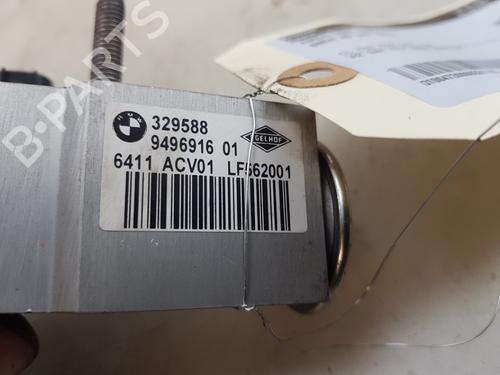 B-PARTS
329588
9496916 01
GELHOF
6411 ACV01 LF562001